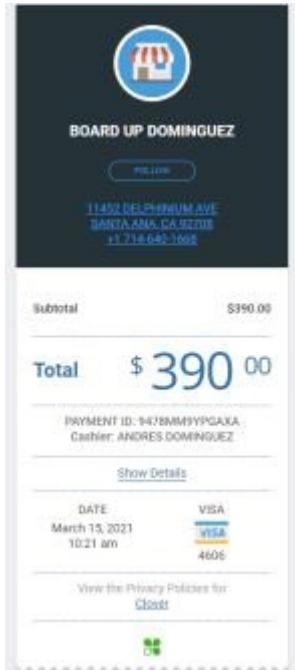 BOARD UP DOMINGUEZ
FOLLOW
11452 DELPHINIUM AVE
SANTA ANA, CA 92708
+1 714-640-1668
Subtotal $390.00
Total $ 390 00
PAYMENT ID: 9478MM9YPGAXA
Cashier: ANDRES DOMINGUEZ
Show Details
DATE VISA
March 15, 2021 VISA
10:21 am 4606
View the Privacy Policies for
Clover